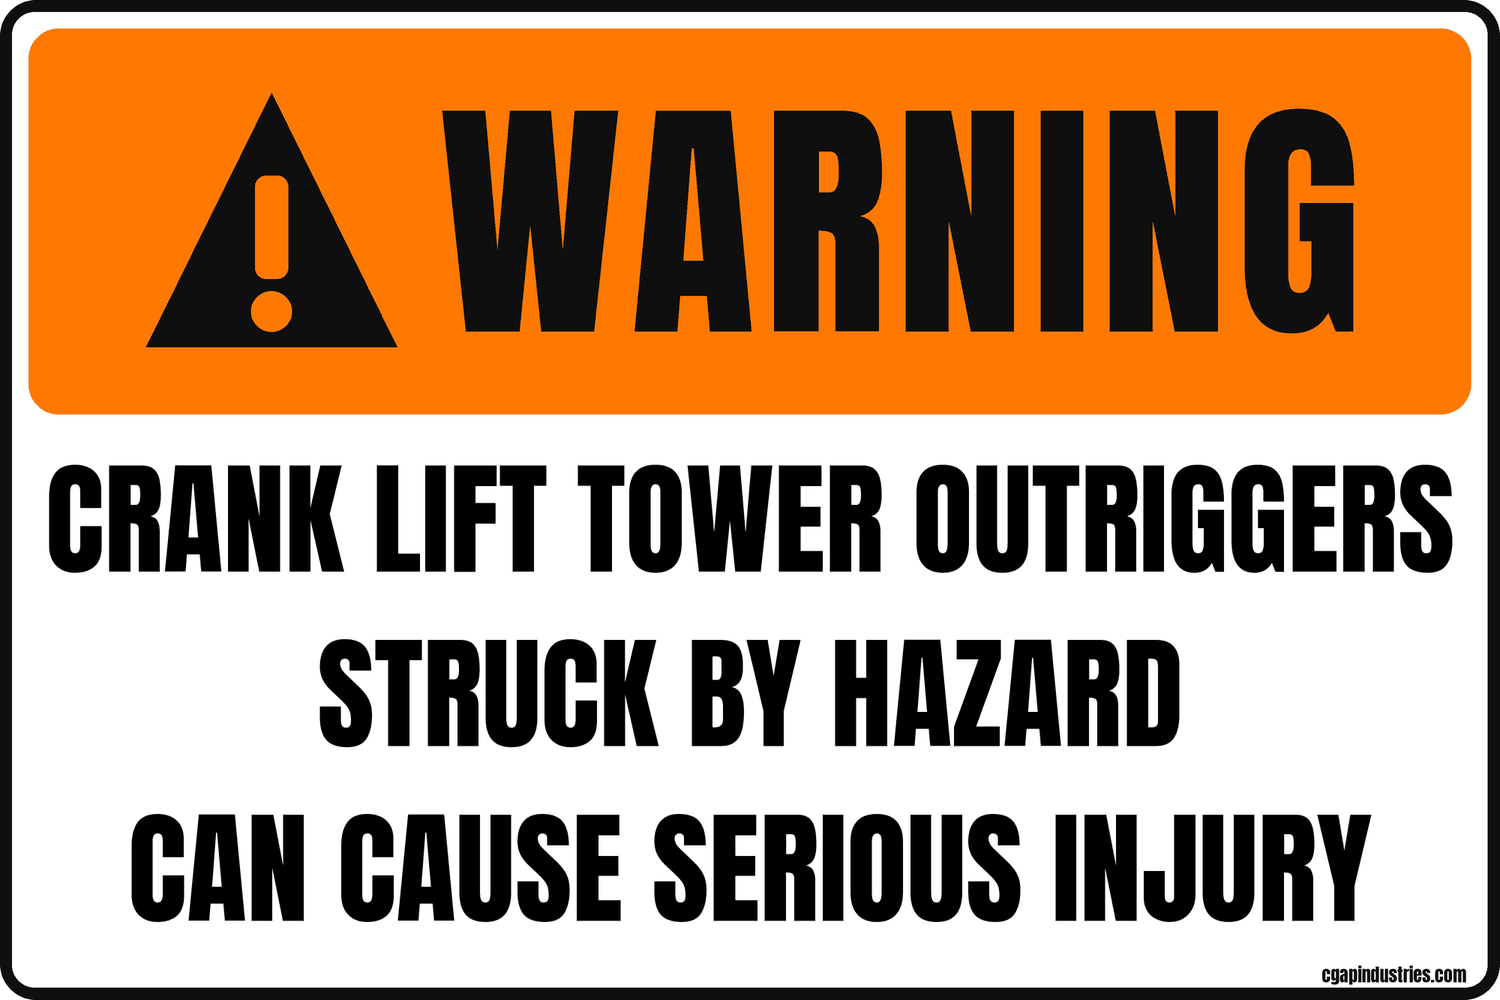 WARNING
CRANK LIFT TOWER OUTRIGGERS
STRUCK BY HAZARD
CAN CAUSE SERIOUS INJURY
cgapindustries.com